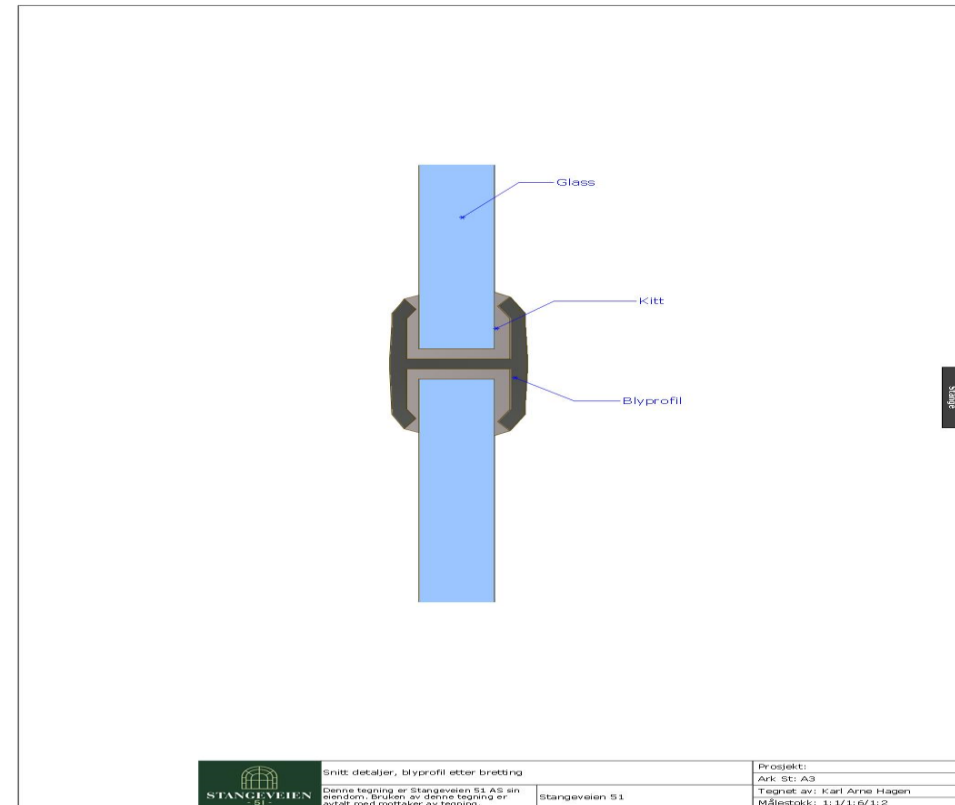 Glass
Kitt
Blyprofil
Stange
STANGEVEIEN
- 51 -
Snitt detaljer, blyprofil etter bretting
Denne tegning er Stangeveien 51 AS sin
eiendom. Bruken av denne tegning er
avtalt med mottaker av tegning.
Stangeveien 51
Prosjekt:
Ark St: A3
Tegnet av: Karl Arne Hagen
Målestokk: 1:1/1:6/1:2